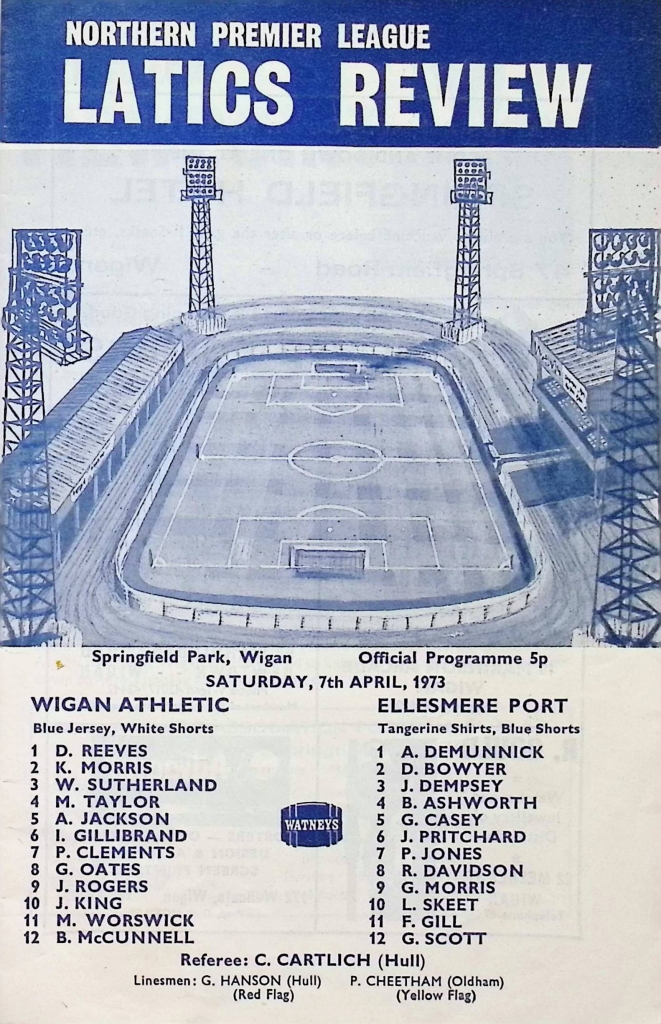 NORTHERN PREMIER LEAGUE
LATICS REVIEW
Springfield Park, Wigan
Official Programme 5p
SATURDAY, 7th APRIL, 1973
WIGAN ATHLETIC
Blue Jersey, White Shorts
1 D. REEVES
2 K. MORRIS
3 W. SUTHERLAND
4 M. TAYLOR
5 A. JACKSON
6 I. GILLIBRAND
7 P. CLEMENTS
8 G. OATES
9 J. ROGERS
10 J. KING
11 M. WORSWICK
12 B. McCUNNELL
WATNEYS
ELLESMERE PORT
Tangerine Shirts, Blue Shorts
1 A. DEMUNNICK
2 D. BOWYER
3 J. DEMPSEY
4 B. ASHWORTH
5 G. CASEY
6 J. PRITCHARD
7 P. JONES
8 R. DAVIDSON
9 G. MORRIS
10 L. SKEET
11 F. GILL
12 G. SCOTT
Referee: C. CARTLICH (Hull)
Linesmen: G. HANSON (Hull) P. CHEETHAM (Oldham)
(Red Flag) (Yellow Flag)